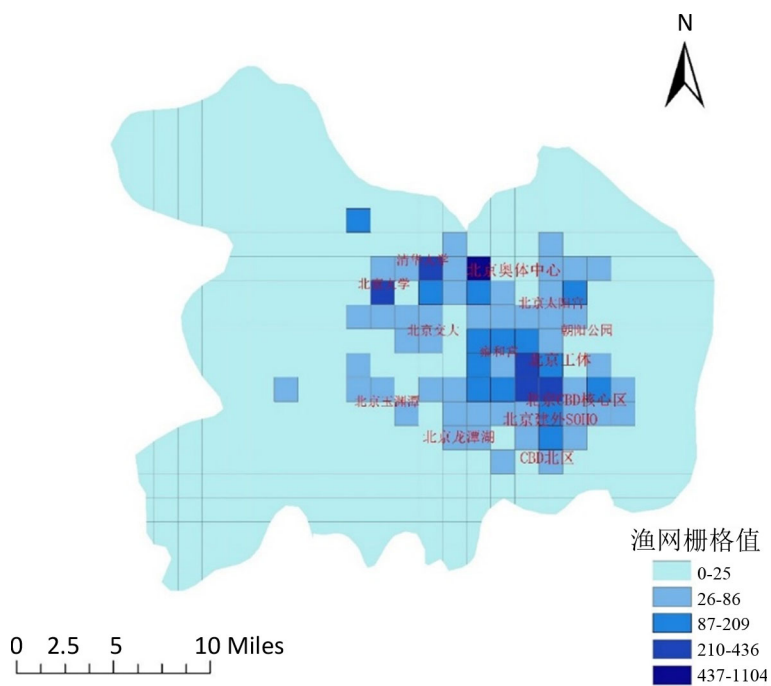 N
清华大学
北京奥体中心
北京大学
北京太阳宫
北京交大
朝阳公园
雍和宫
北京工体
北京玉渊潭
北京CBD核心区
北京建外SOHO
北京龙潭湖
CBD北区
渔网栅格值
0-25
26-86
87-209
210-436
437-1104
0 2.5 5 10 Miles